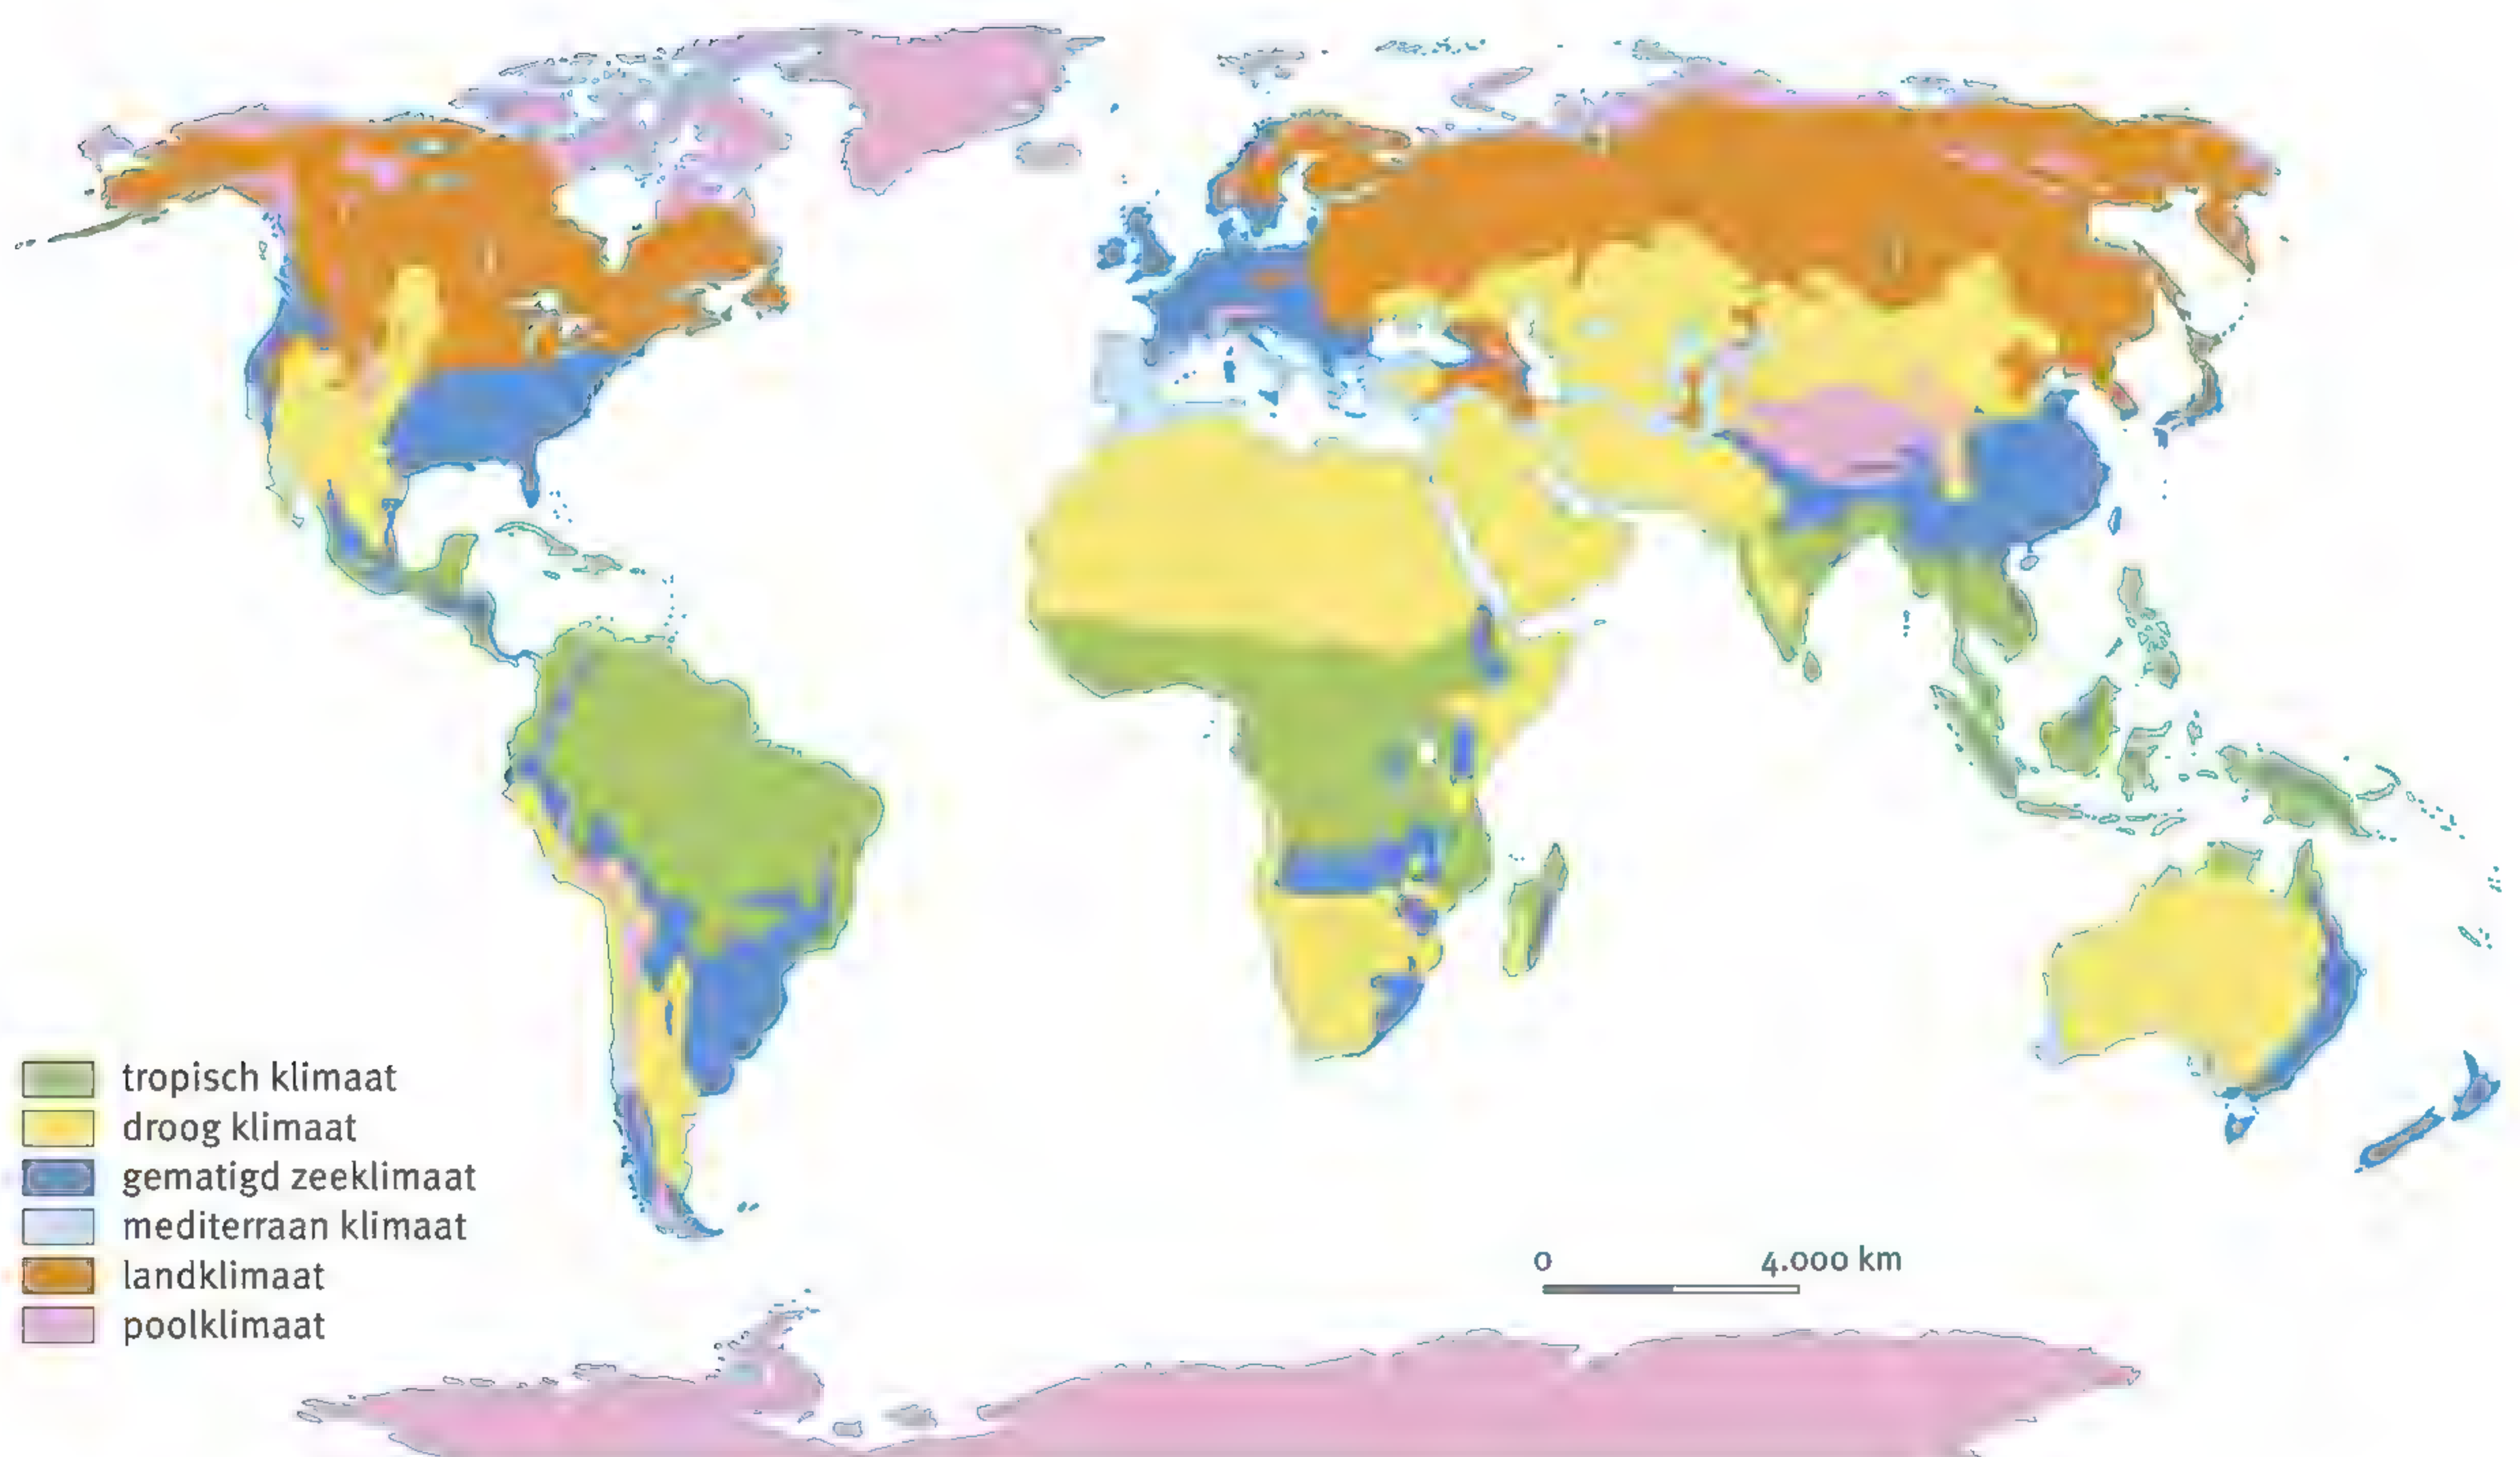 tropisch klimaat
droog klimaat
gematigd zeeklimaat
mediterraan klimaat
landklimaat
poolklimaat
0 4.000 km